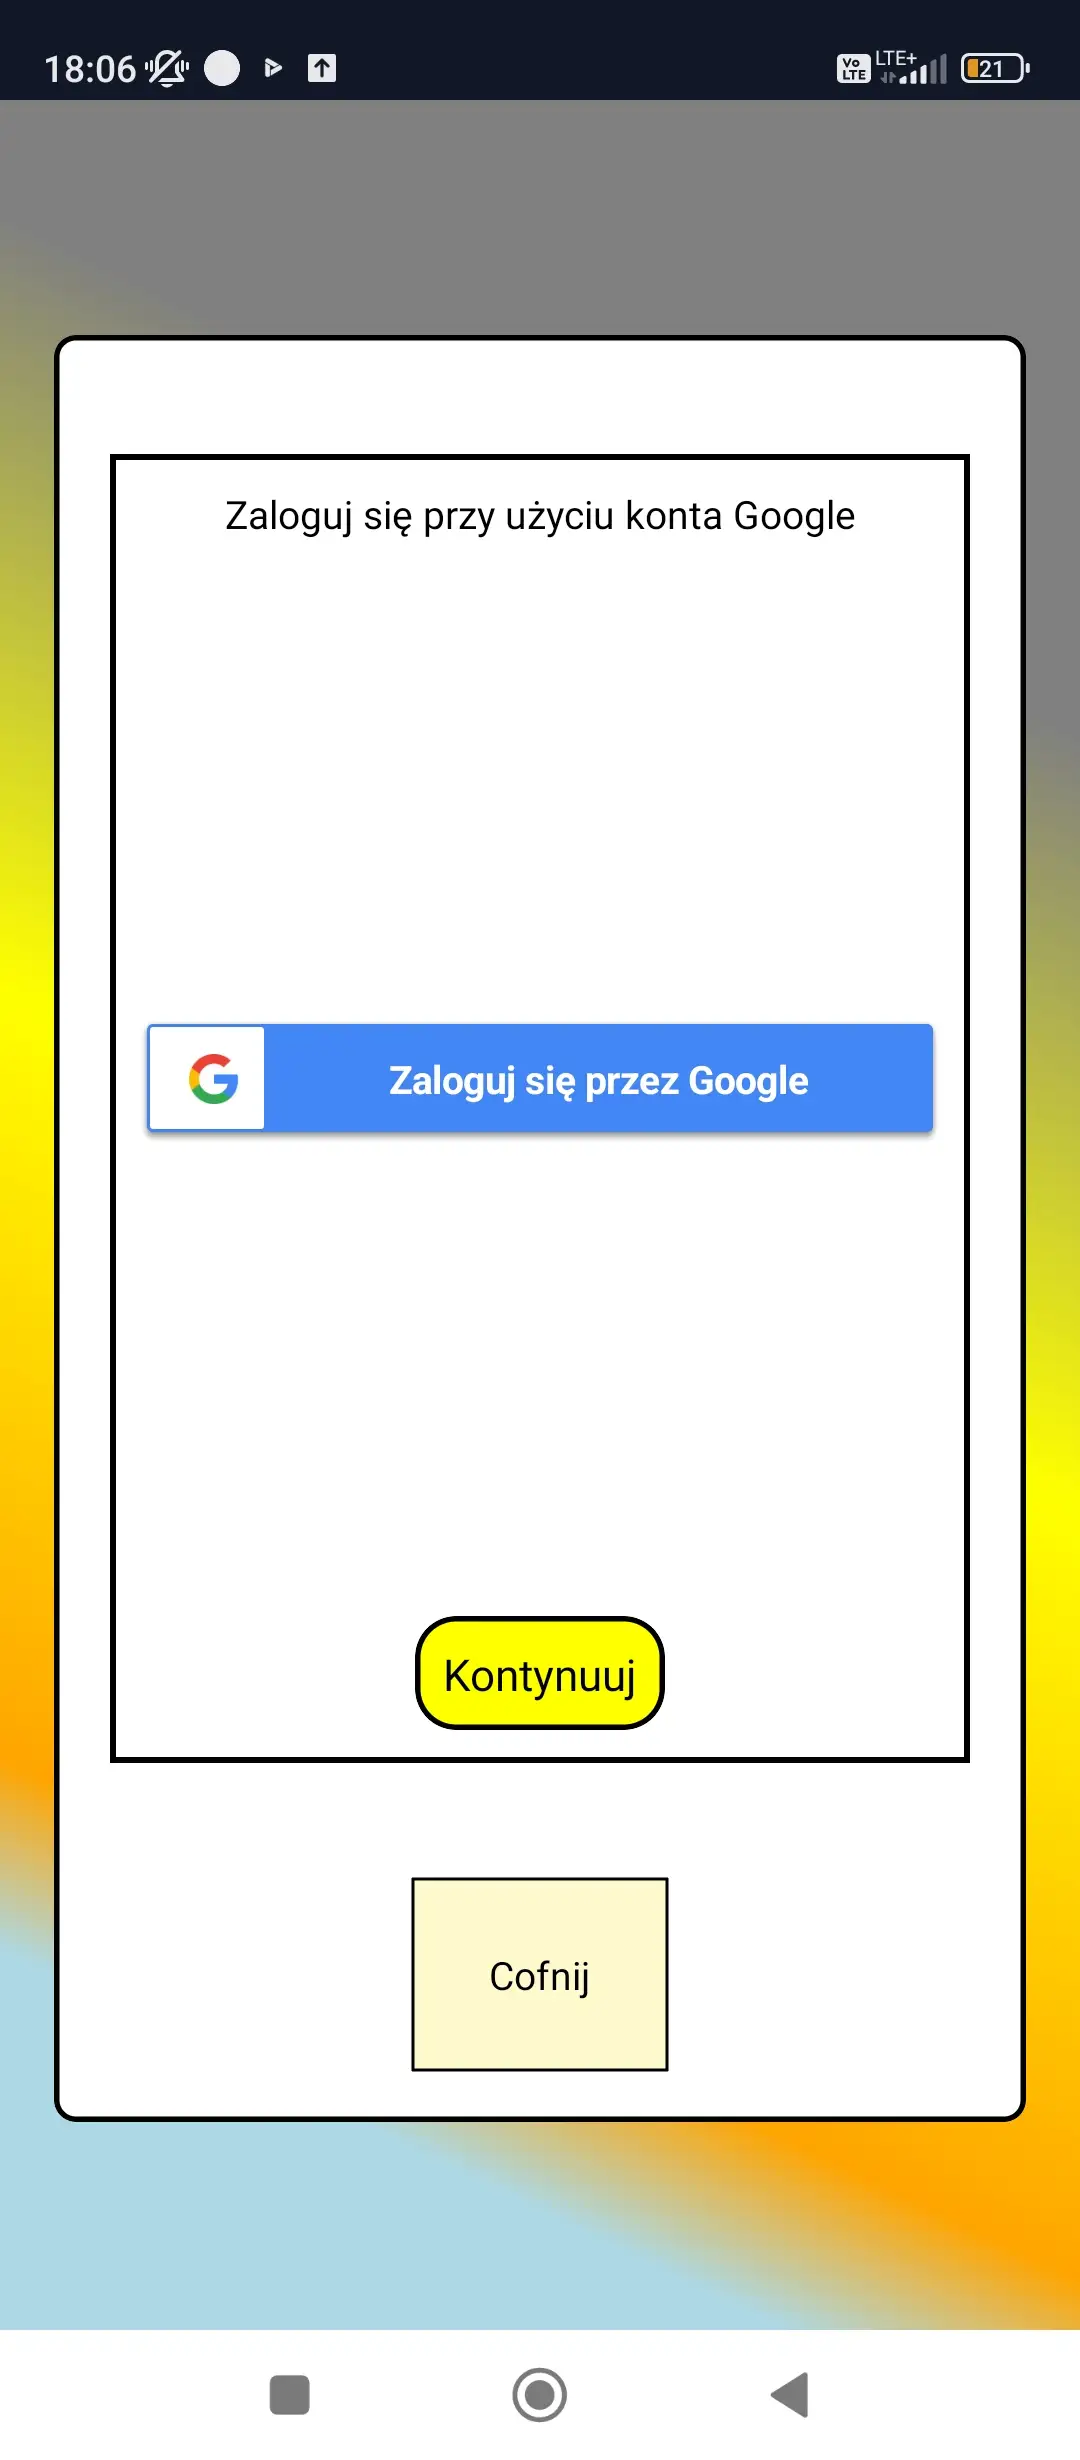 18:06 Vo LTE LTE+ 21
Zaloguj się przy użyciu konta Google
Zaloguj się przez Google
Kontynuuj
Cofnij